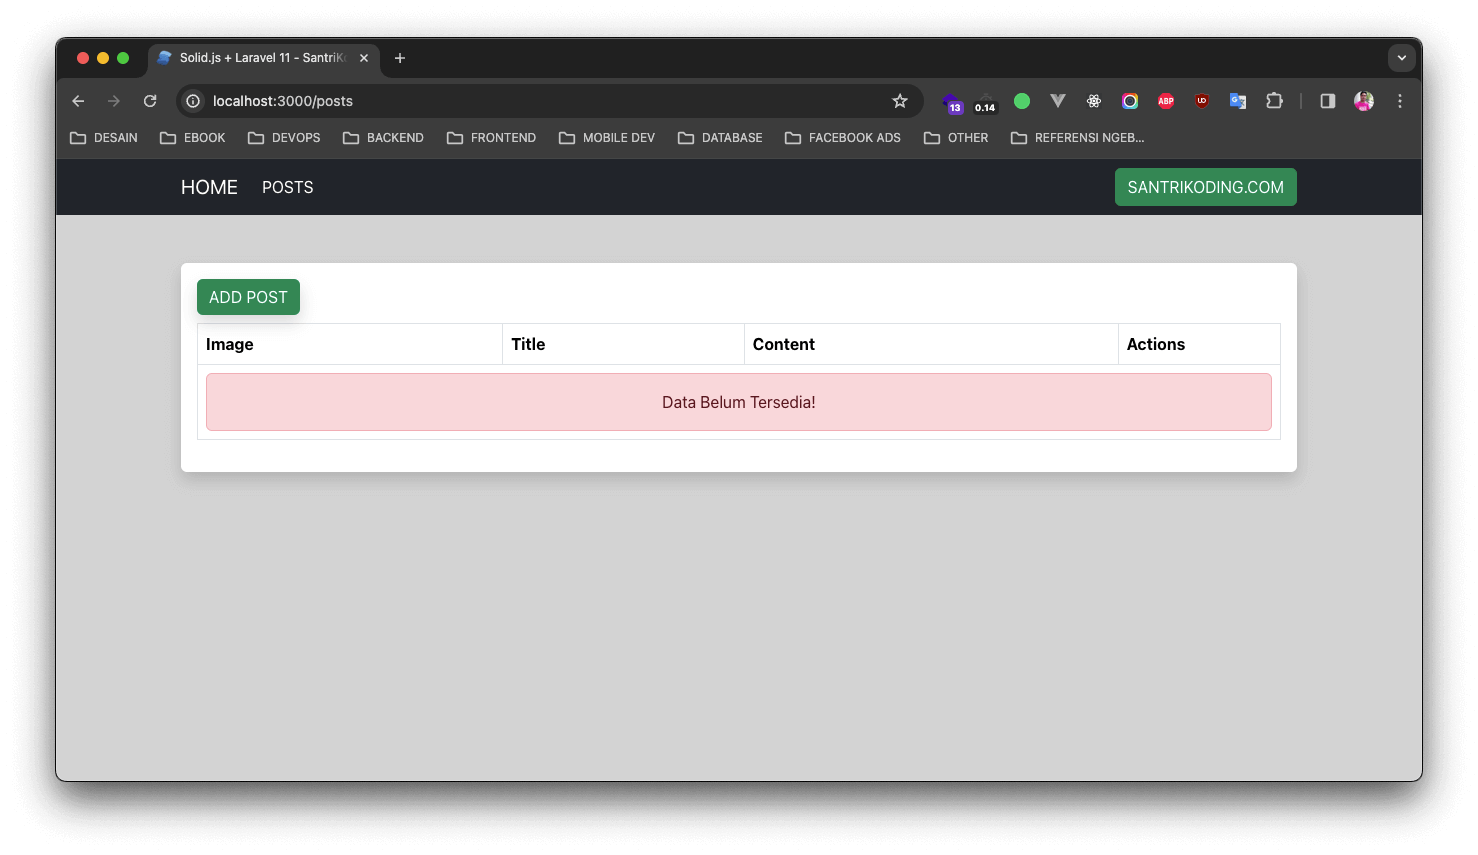 Solid.js + Laravel 11 - SantriK
localhost:3000/posts
13
0.14
ABP
DESAIN EBOOK DEVOPS BACKEND FRONTEND MOBILE DEV DATABASE FACEBOOK ADS OTHER REFERENSI NGEB...
HOME POSTS SANTRIKODING.COM
ADD POST
Image Title Content Actions
Data Belum Tersedia!